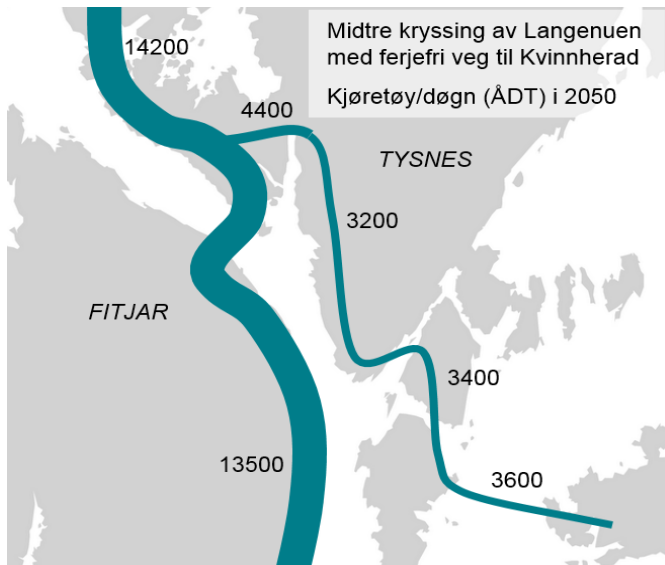 Midtre kryssing av Langenuen
med ferjefri veg til Kvinnherad
Kjøretøy/døgn (ÅDT) i 2050
14200
4400
TYSNES
3200
FITJAR
3400
13500
3600